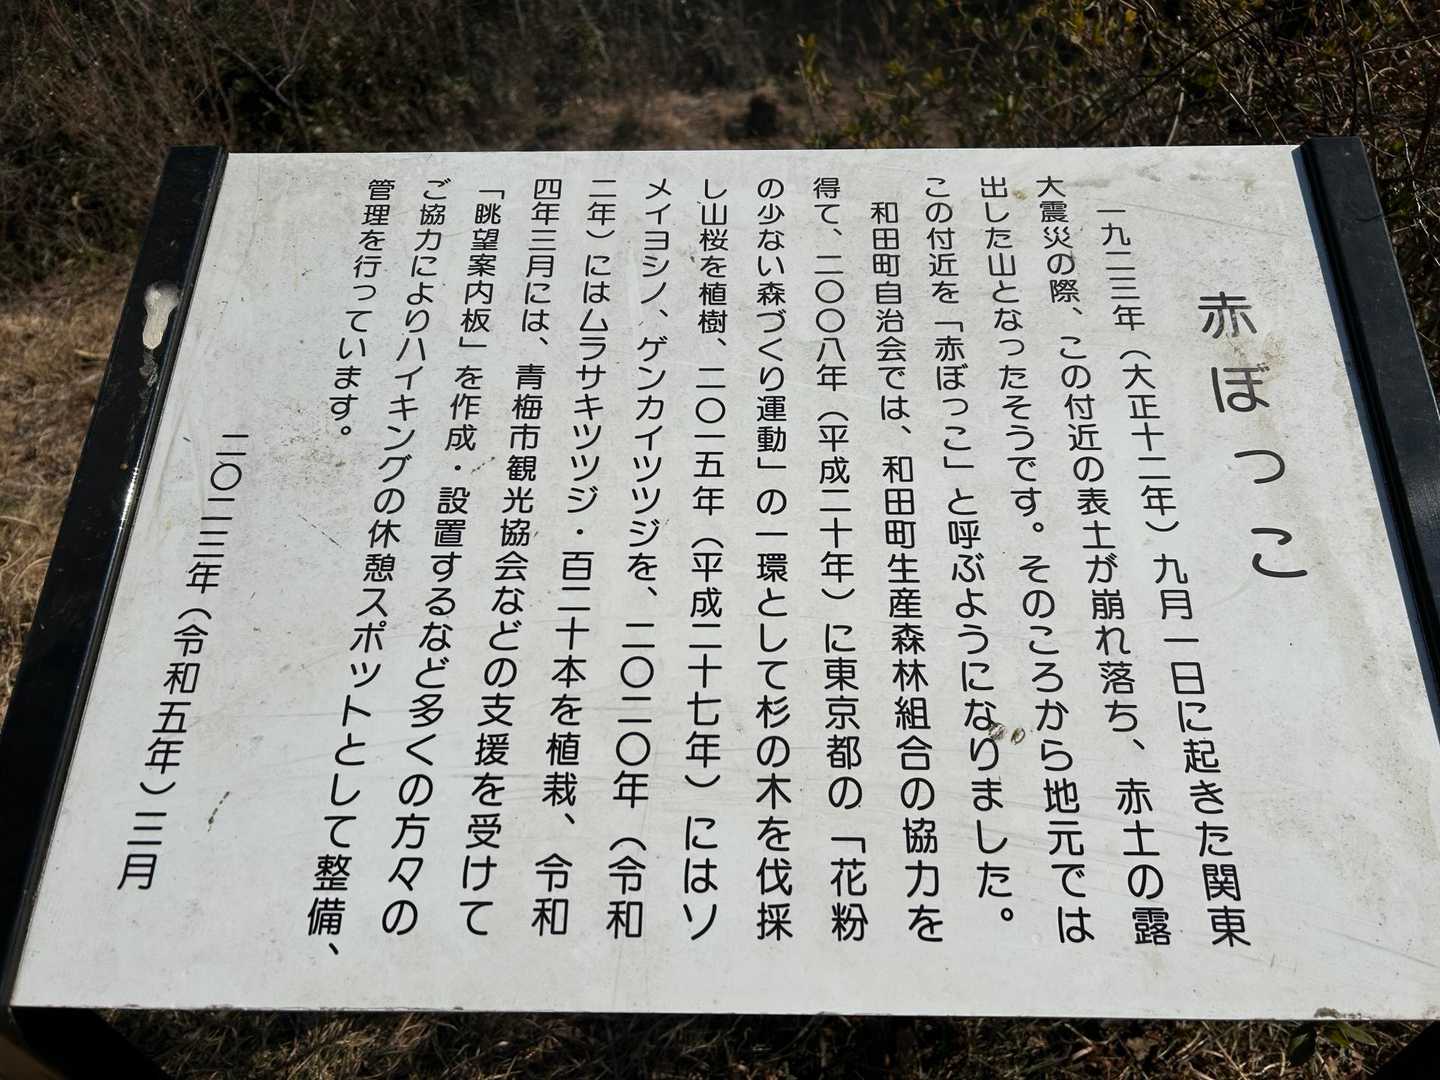 赤ぼっこ
一九二三年（大正十二年）九月一日に起きた関東
大震災の際、この付近の表土が崩れ落ち、赤土の露
出した山となったそうです。そのころから地元では
この付近を「赤ぼっこ」と呼ぶようになりました。
和田町自治会では、和田町生産森林組合の協力を
得て、二〇〇八年（平成二十年）に東京都の「花粉
の少ない森づくり運動」の一環として杉の木を伐採
し山桜を植樹、二〇一五年（平成二十七年）にはソ
メイヨシノ、ゲンカイツツジを、二〇二〇年（令和
二年）にはムラサキツツジ・百二十本を植栽、令和
四年三月には、青梅市観光協会などの支援を受けて
「眺望案内板」を作成・設置するなど多くの方々の
ご協力によりハイキングの休憩スポットとして整備、
管理を行っています。
二〇二三年（令和五年）三月